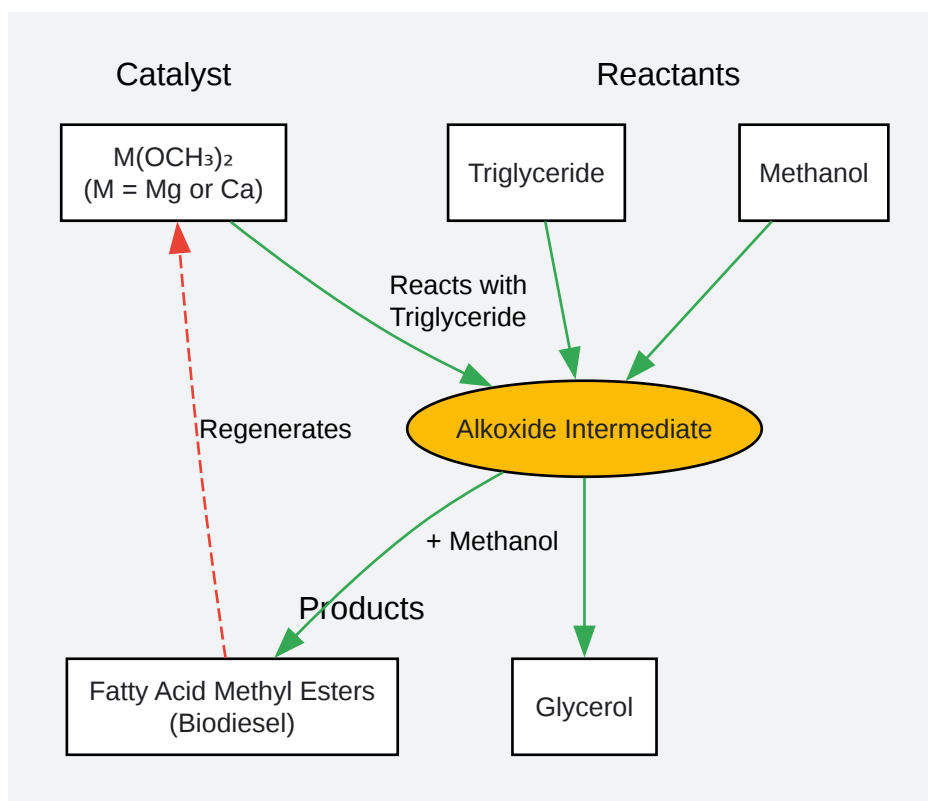 Catalyst
Reactants
M(OCH₃)₂
(M = Mg or Ca)
Triglyceride
Methanol
Reacts with
Triglyceride
Regenerates
Alkoxide Intermediate
+ Methanol
Products
Fatty Acid Methyl Esters
(Biodiesel)
Glycerol